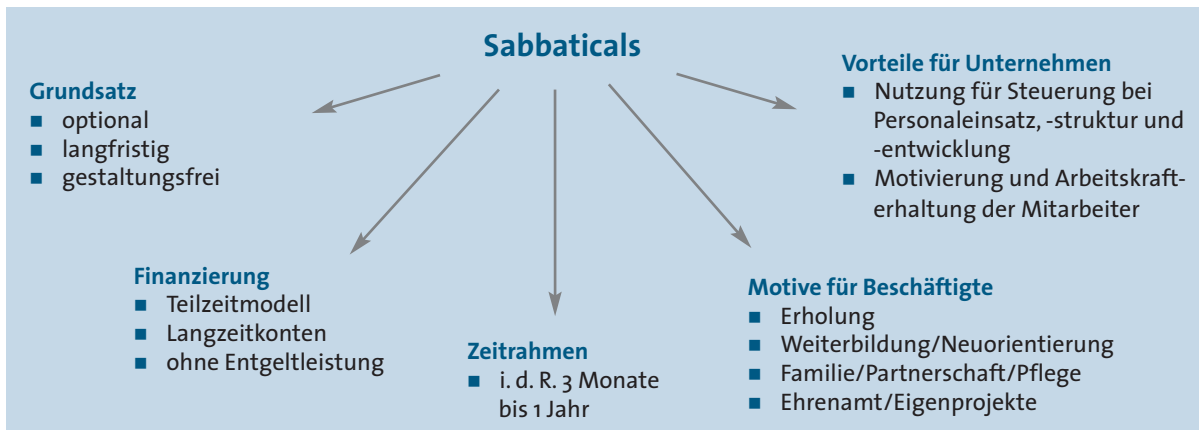 Sabbaticals
Grundsatz
■ optional
■ langfristig
■ gestaltungsfrei
Vorteile für Unternehmen
■ Nutzung für Steuerung bei
Personaleinsatz, -struktur und
-entwicklung
■ Motivierung und Arbeitskraft-
erhaltung der Mitarbeiter
Finanzierung
■ Teilzeitmodell
■ Langzeitkonten
■ ohne Entgeltleistung
Zeitrahmen
■ i. d. R. 3 Monate
bis 1 Jahr
Motive für Beschäftigte
■ Erholung
■ Weiterbildung/Neuorientierung
■ Familie/Partnerschaft/Pflege
■ Ehrenamt/Eigenprojekte